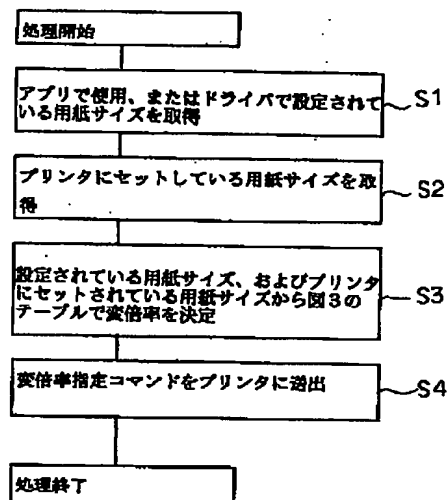 処理開始
アプリで使用、またはドライバで設定されて
いる用紙サイズを取得
S1
プリンタにセットしている用紙サイズを取
得
S2
設定されている用紙サイズ、およびプリンタ
にセットされている用紙サイズから図3の
テーブルで変倍率を決定
S3
変倍率指定コマンドをプリンタに送出
S4
処理終了